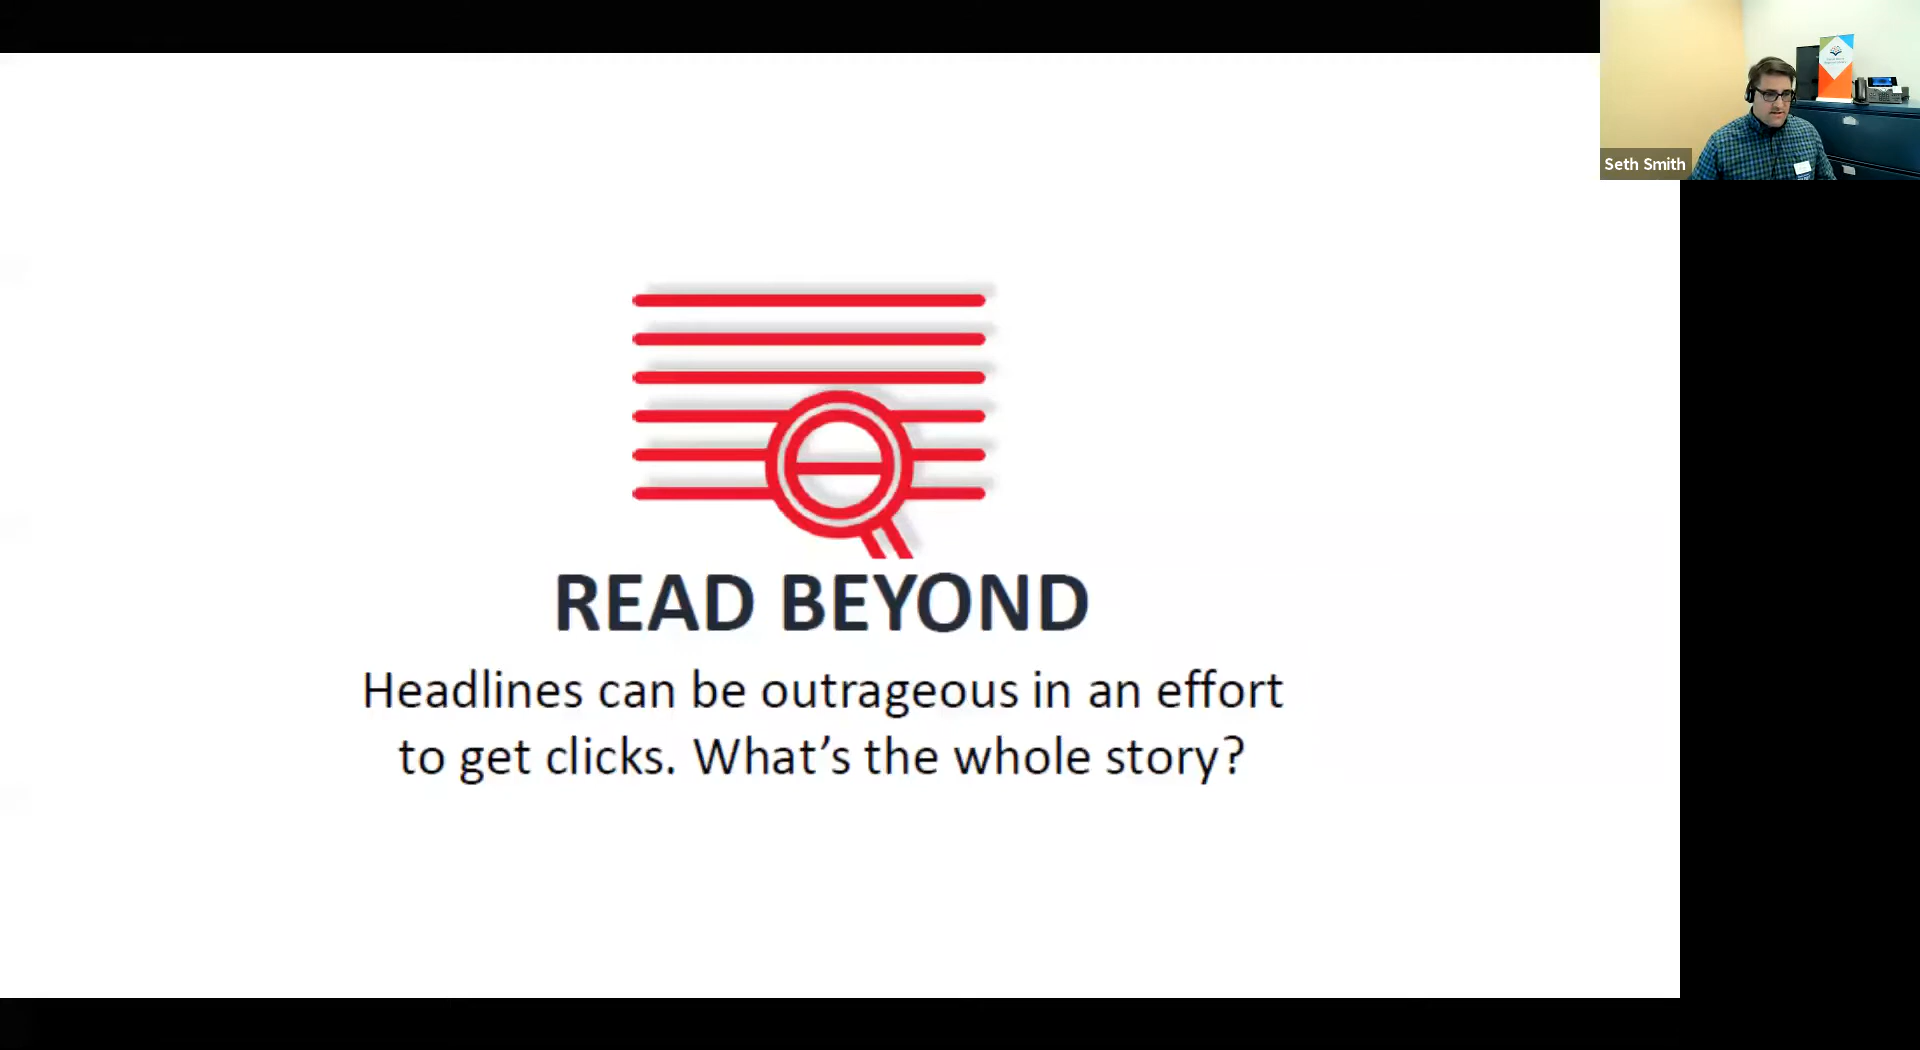 READ BEYOND
Headlines can be outrageous in an effort
to get clicks. What’s the whole story?
Seth Smith